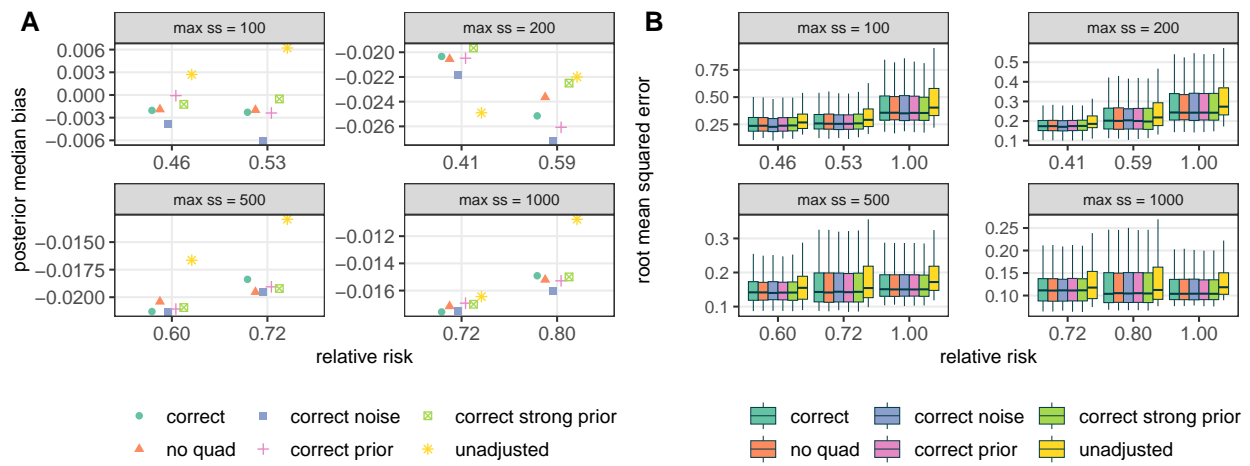 A
max ss = 100
max ss = 200
0.006
0.003
0.000
−0.003
−0.006
−0.020
−0.022
−0.024
−0.026
0.46
0.53
0.41
0.59
max ss = 500
max ss = 1000
−0.0150
−0.0175
−0.0200
−0.012
−0.014
−0.016
0.60
0.72
0.72
0.80
posterior median bias
relative risk
correct
correct noise
correct strong prior
no quad
correct prior
unadjusted
B
max ss = 100
max ss = 200
0.75
0.50
0.25
0.5
0.4
0.3
0.2
0.1
0.46
0.53
1.00
0.41
0.59
1.00
max ss = 500
max ss = 1000
0.3
0.2
0.1
0.25
0.20
0.15
0.10
0.60
0.72
1.00
0.72
0.80
1.00
root mean squared error
relative risk
correct
correct noise
correct strong prior
no quad
correct prior
unadjusted